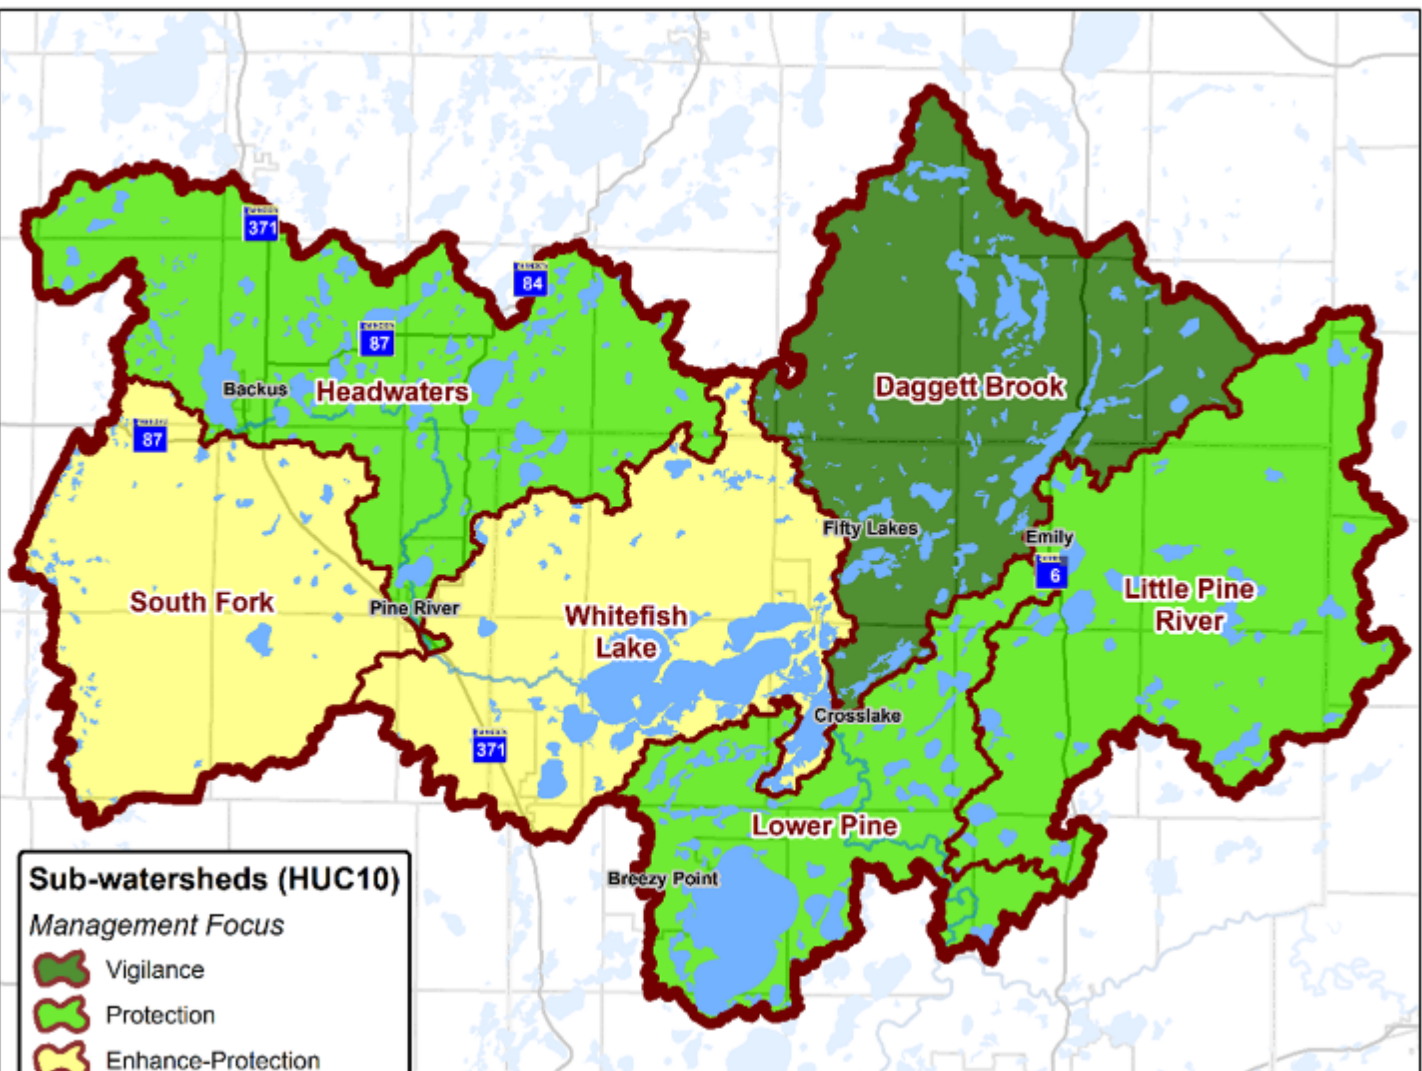 371
84
87
Backus
Headwaters
Daggett Brook
87
Fifty Lakes
Emily
6
Little Pine
River
South Fork
Pine River
Whitefish
Lake
Crosslake
371
Lower Pine
Breezy Point
Sub-watersheds (HUC10)
Management Focus
Vigilance
Protection
Enhance-Protection